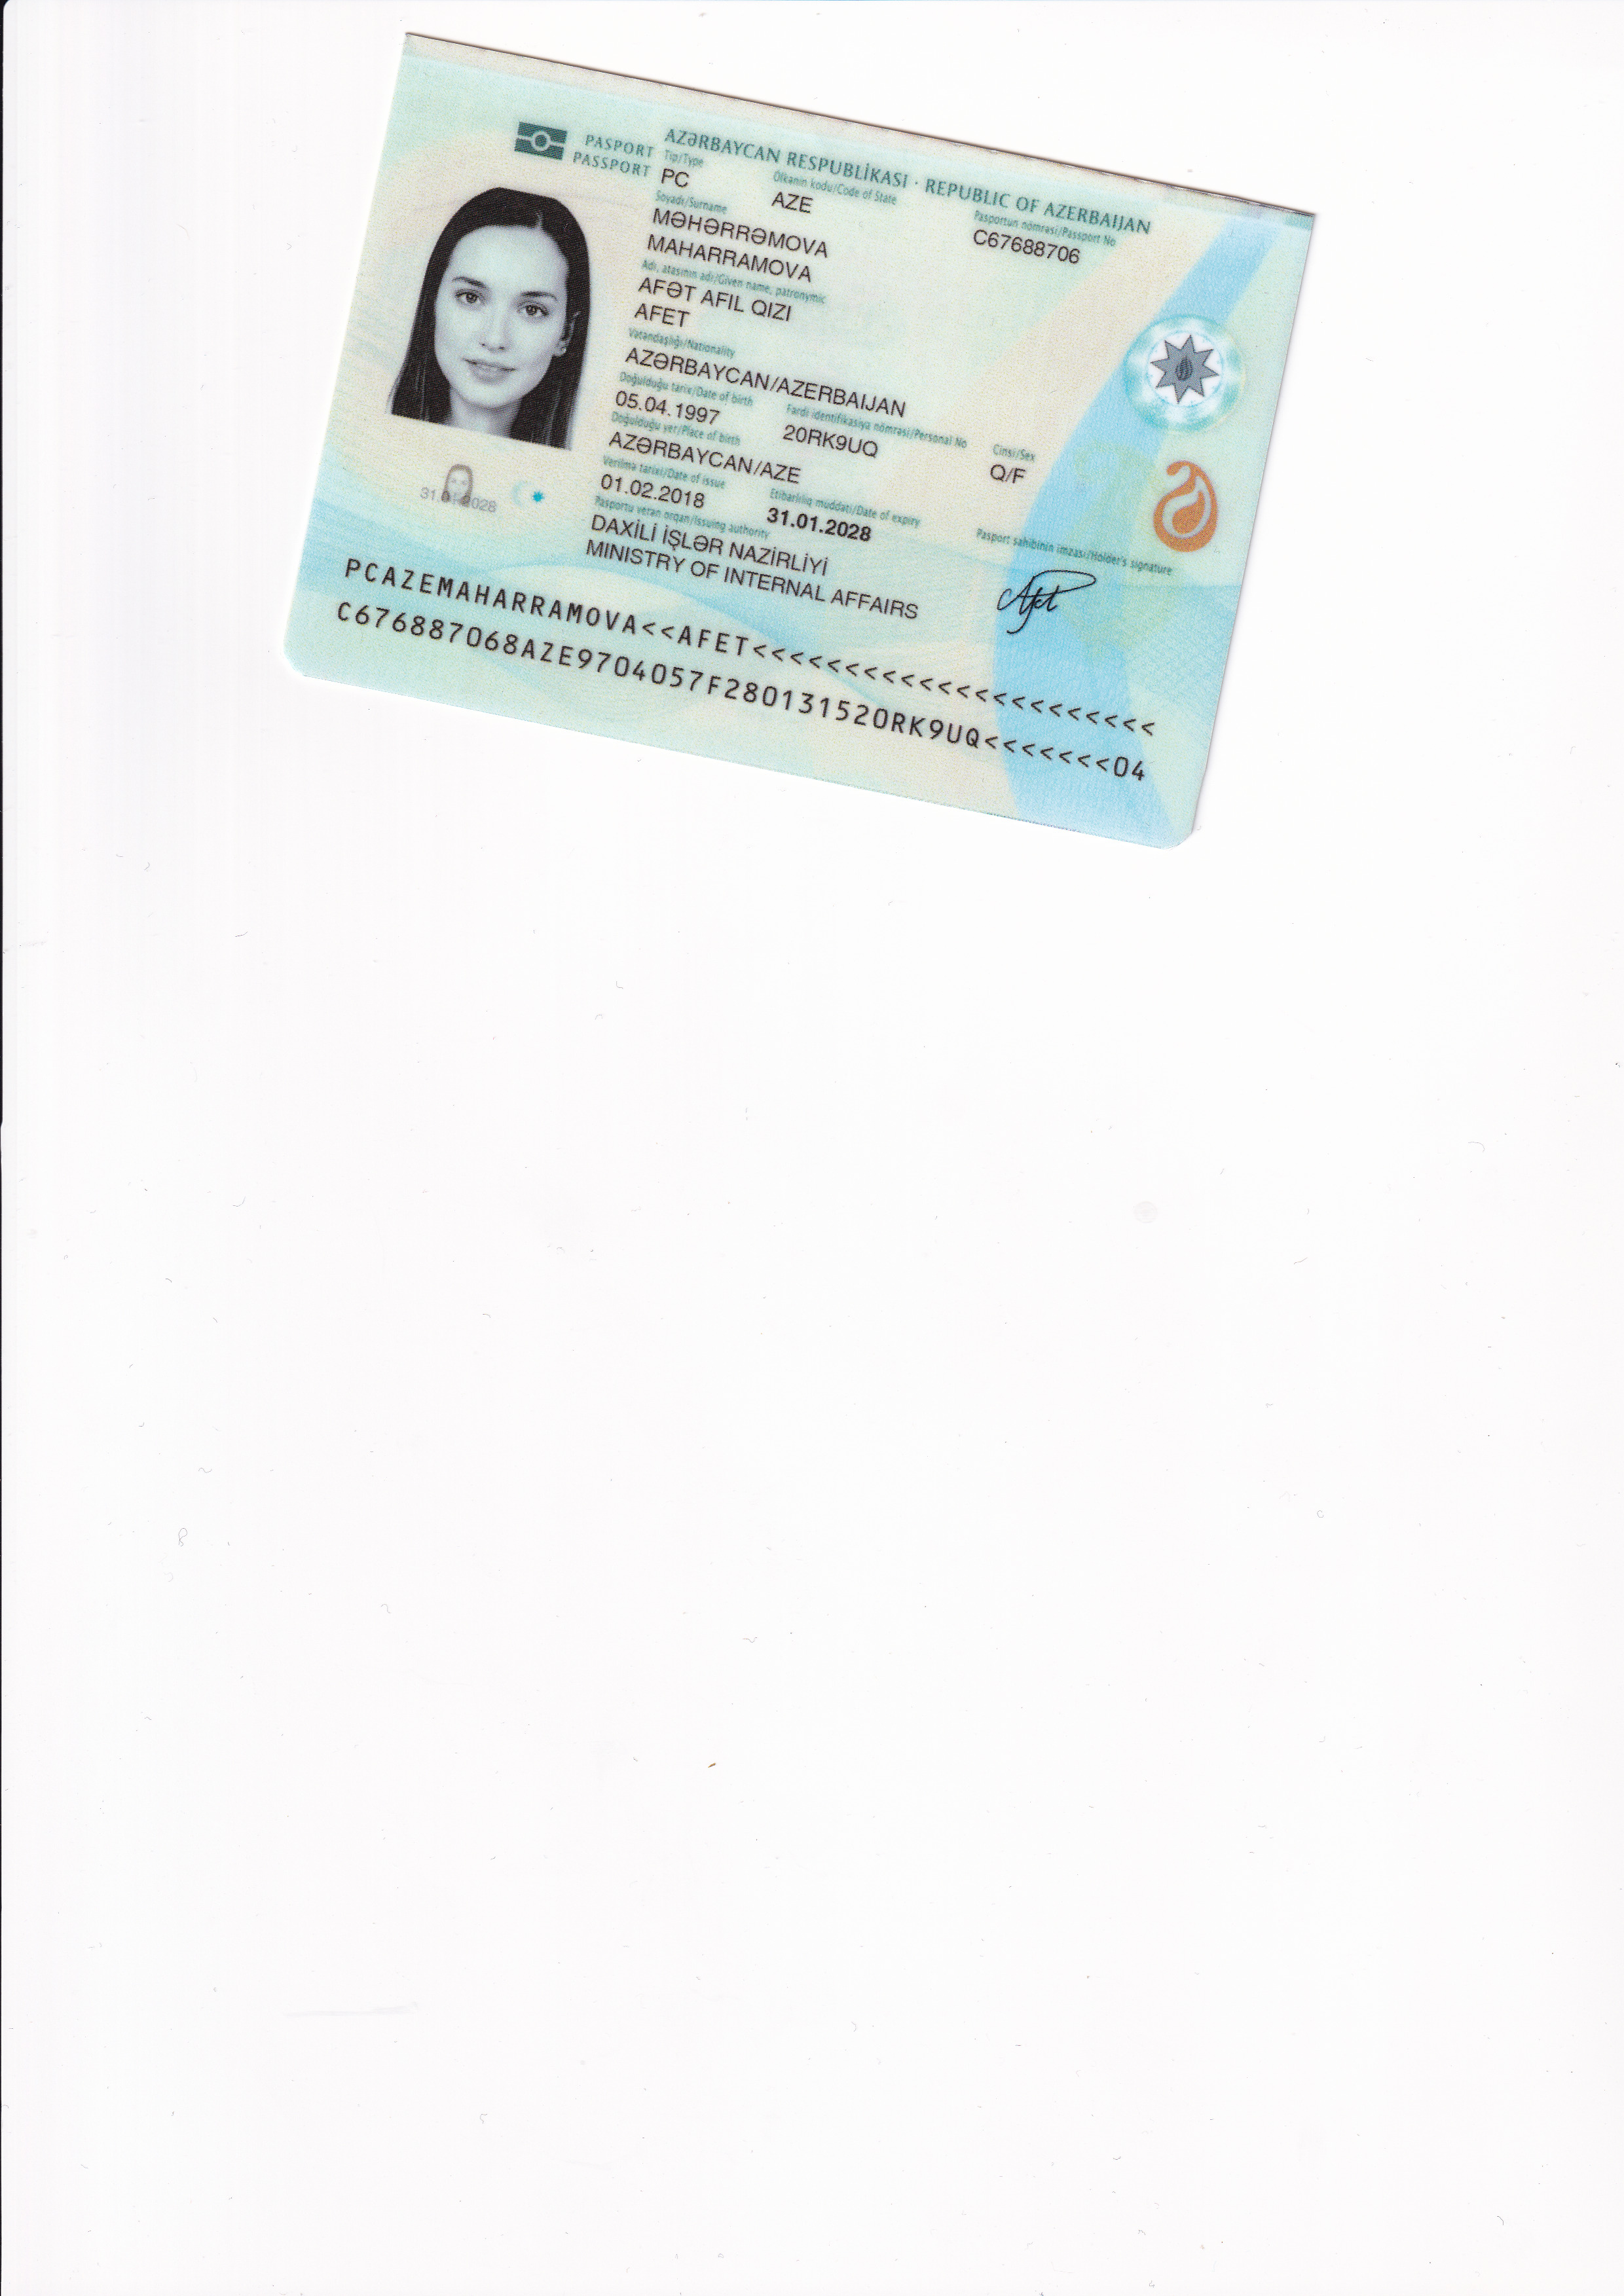 AZƏRBAYCAN RESPUBLİKASI · REPUBLIC OF AZERBAIJAN
PASPORT
PASSPORT
Tip/Type
Ölkənin kodu/Code of State
Pasportun nömrəsi/Passport No
PC
AZE
C67688706
Soyadı/Surname
MƏHƏRRƏMOVA
MAHARRAMOVA
Adı, atasının adı/Given name, patronymic
AFƏT AFIL QIZI
AFET
Vətəndaşlığı/Nationality
AZƏRBAYCAN/AZERBAIJAN
Doğulduğu tarix/Date of birth
Fərdi identifikasiya nömrəsi/Personal No
Cinsi/Sex
05.04.1997
20RK9UQ
Q/F
Doğulduğu yer/Place of birth
AZƏRBAYCAN/AZE
Verilmə tarixi/Date of issue
Etibarlılıq müddəti/Date of expiry
01.02.2018
31.01.2028
Pasportu verən orqan/Issuing authority
Pasport sahibinin imzası/Holder's signature
DAXİLİ İŞLƏR NAZİRLİYİ
MINISTRY OF INTERNAL AFFAIRS
Afet
31.01.2028
PCAZEMAHARRAMOVA<<AFET<<<<<<<<<<<<<<<<<<<<<<
C676887068AZE9704057F280131520RK9UQ<<<<<<<04